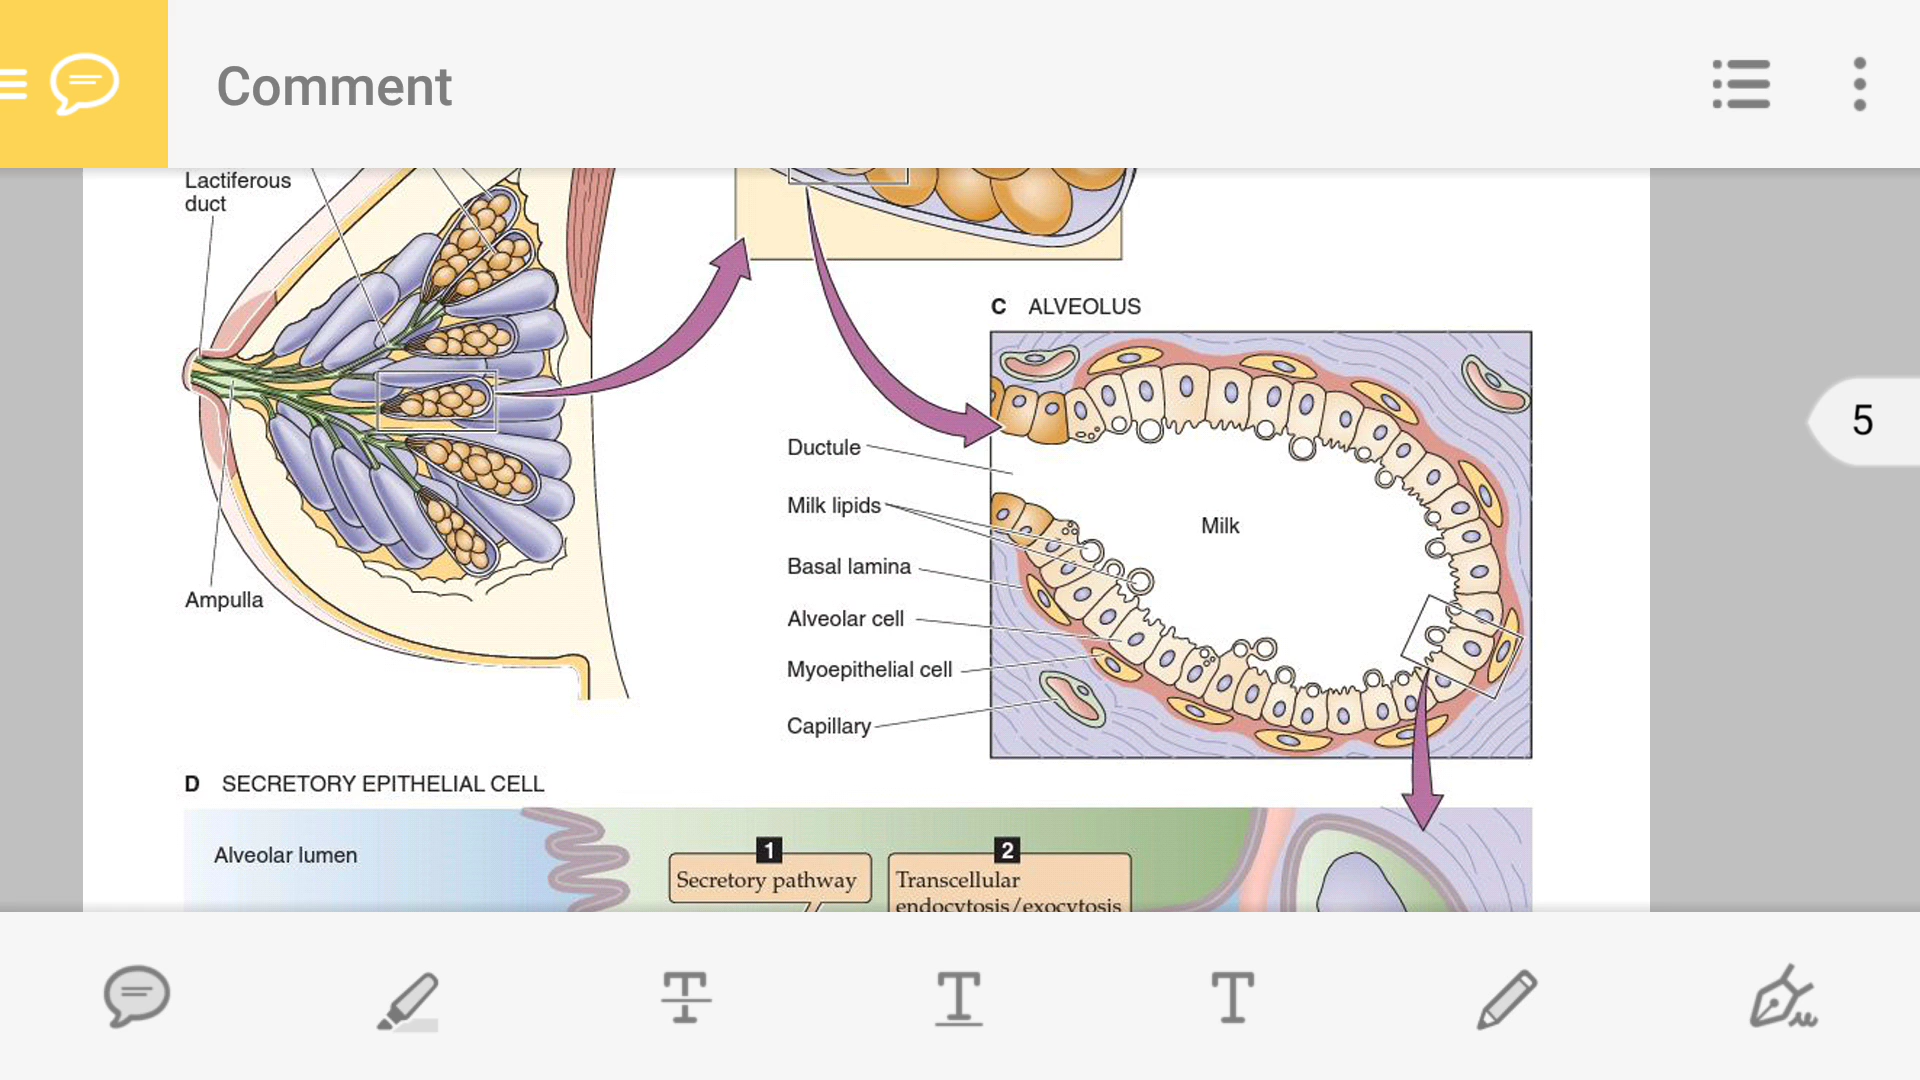 Comment
Lactiferous
duct
Ampulla
C ALVEOLUS
Ductule
Milk lipids
Basal lamina
Alveolar cell
Myoepithelial cell
Capillary
Milk
5
D SECRETORY EPITHELIAL CELL
Alveolar lumen
1
Secretory pathway
2
Transcellular
endocytosis/exocytosis